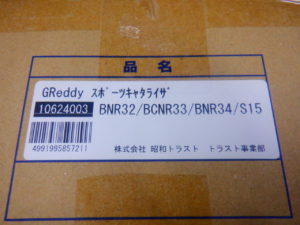 品名
GReddy スポーツキャタライザ
10624003 BNR32/BCNR33/BNR34/S15
4991995857211
株式会社 昭和トラスト トラスト事業部